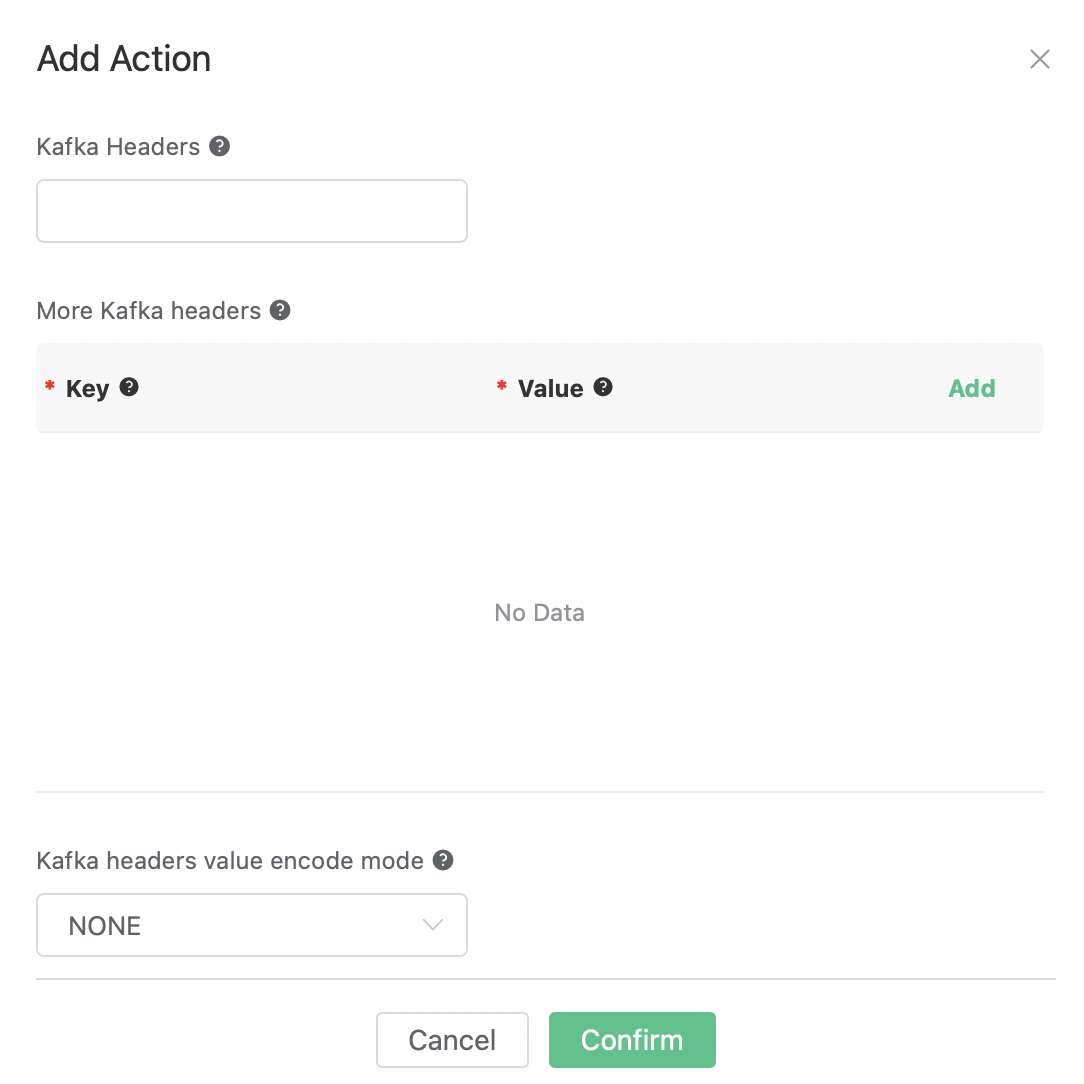 Add Action
Kafka Headers ?
More Kafka headers ?
* Key ? * Value ? Add
No Data
Kafka headers value encode mode ?
NONE
Cancel Confirm